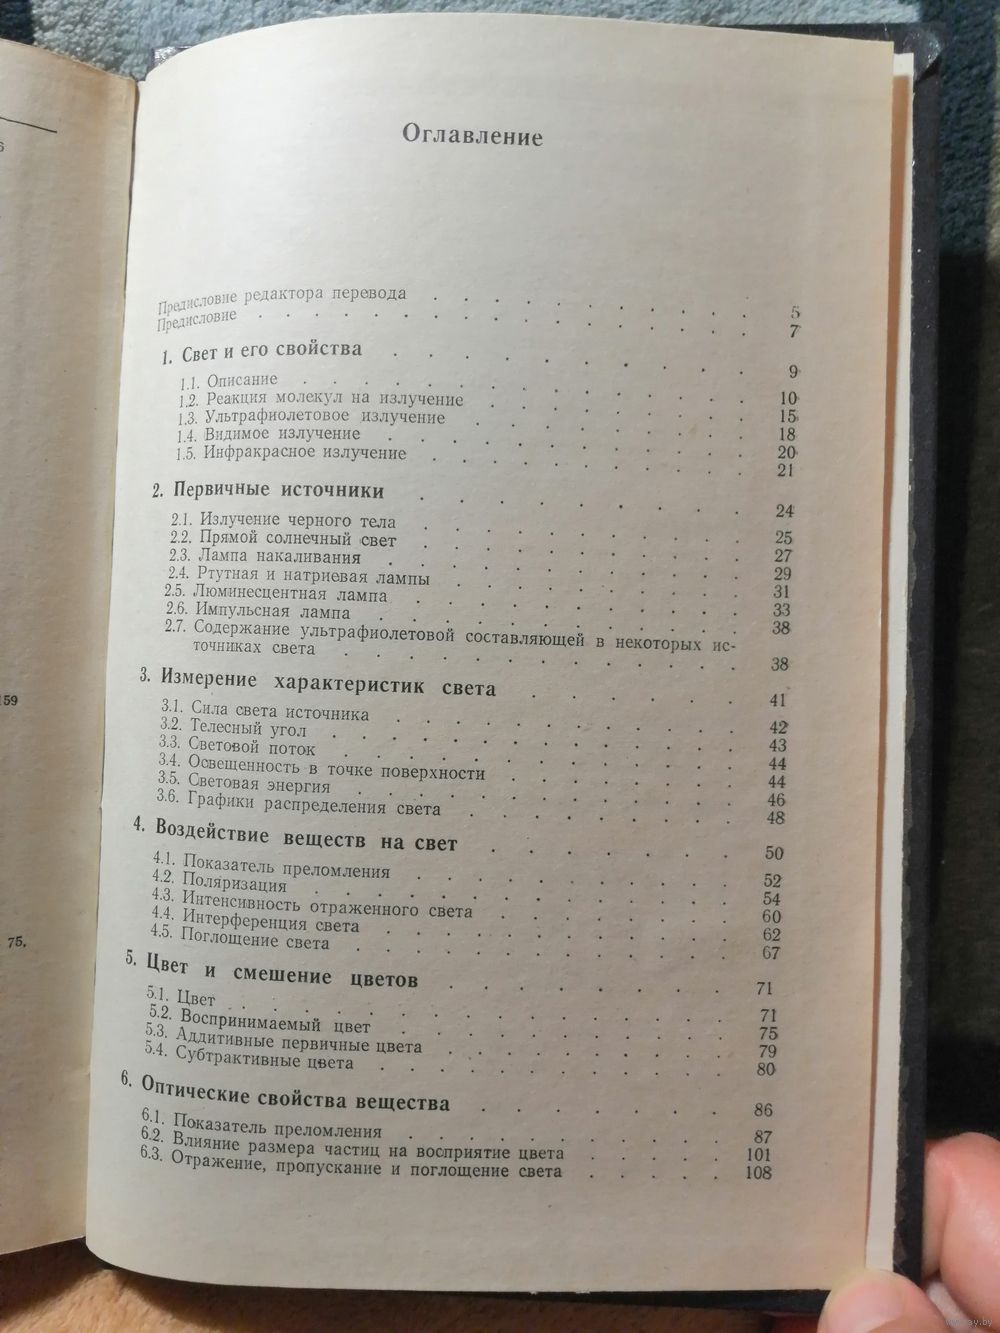 6
159
75.
Оглавление
Предисловие редактора перевода . . . . . . . . . . 5
Предисловие . . . . . . . . . . . . . . . 7
1. Свет и его свойства . . . . . . . . . . 9
1.1. Описание . . . . . . . . . . . . . 10
1.2. Реакция молекул на излучение . . . . . . . . 15
1.3. Ультрафиолетовое излучение . . . . . . . . 18
1.4. Видимое излучение . . . . . . . . . . 20
1.5. Инфракрасное излучение . . . . . . . . . 21
2. Первичные источники . . . . . . . . . 24
2.1. Излучение черного тела . . . . . . . . . 25
2.2. Прямой солнечный свет . . . . . . . . . 27
2.3. Лампа накаливания . . . . . . . . . . 29
2.4. Ртутная и натриевая лампы . . . . . . . . 31
2.5. Люминесцентная лампа . . . . . . . . . 33
2.6. Импульсная лампа . . . . . . . . . . . 38
2.7. Содержание ультрафиолетовой составляющей в некоторых ис-
точниках света . . . . . . . . . . . 38
3. Измерение характеристик света . . . . . . 41
3.1. Сила света источника . . . . . . . . . 42
3.2. Телесный угол . . . . . . . . . . . 43
3.3. Световой поток . . . . . . . . . . . 44
3.4. Освещенность в точке поверхности . . . . . . 44
3.5. Световая энергия . . . . . . . . . . 46
3.6. Графики распределения света . . . . . . . 48
4. Воздействие веществ на свет . . . . . . . 50
4.1. Показатель преломления . . . . . . . . . 52
4.2. Поляризация . . . . . . . . . . . . 54
4.3. Интенсивность отраженного света . . . . . . 60
4.4. Интерференция света . . . . . . . . . 62
4.5. Поглощение света . . . . . . . . . . 67
5. Цвет и смешение цветов . . . . . . . . 71
5.1. Цвет . . . . . . . . . . . . . . 71
5.2. Воспринимаемый цвет . . . . . . . . . 75
5.3. Аддитивные первичные цвета . . . . . . . 79
5.4. Субтрактивные цвета . . . . . . . . . 80
6. Оптические свойства вещества . . . . . . . 86
6.1. Показатель преломления . . . . . . . . . 87
6.2. Влияние размера частиц на восприятие цвета . . . . . 101
6.3. Отражение, пропускание и поглощение света . . . . . 108